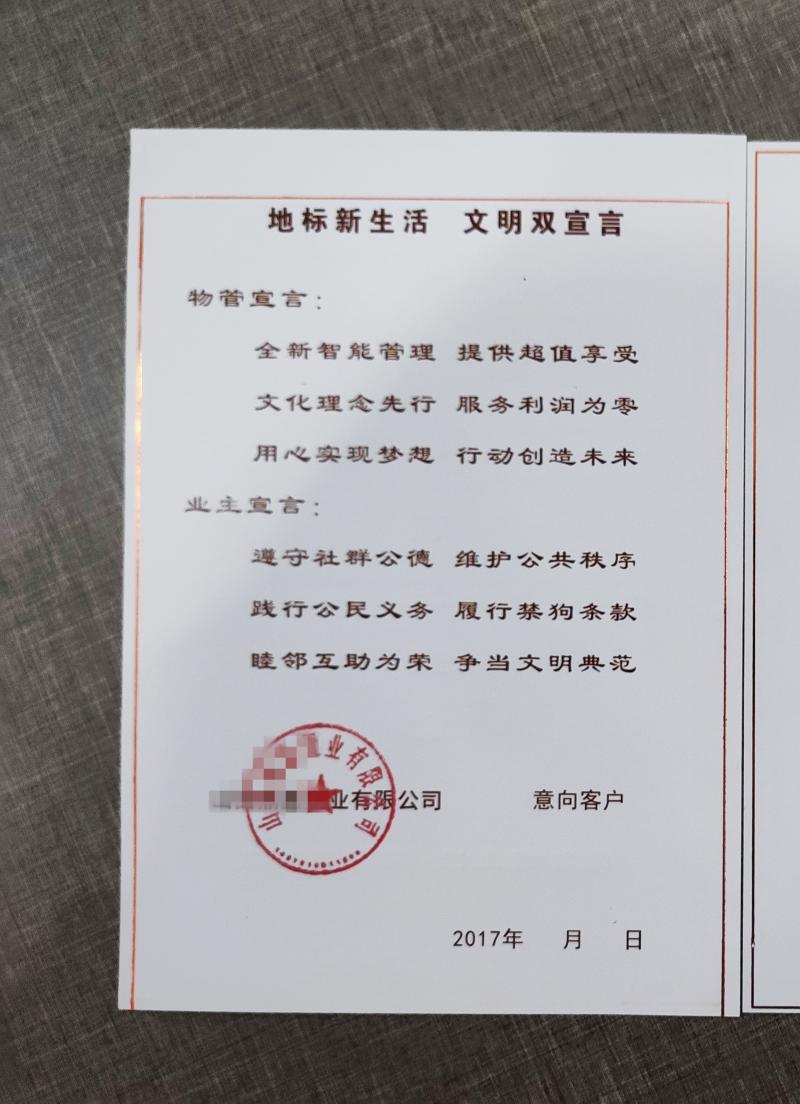 地标新生活 文明双宣言
物管宣言：
全新智能管理 提供超值享受
文化理念先行 服务利润为零
用心实现梦想 行动创造未来
业主宣言：
遵守社群公德 维护公共秩序
践行公民义务 履行禁狗条款
睦邻互助为荣 争当文明典范
山 业有限公司
业有限公司 意向客户
2017年 月 日